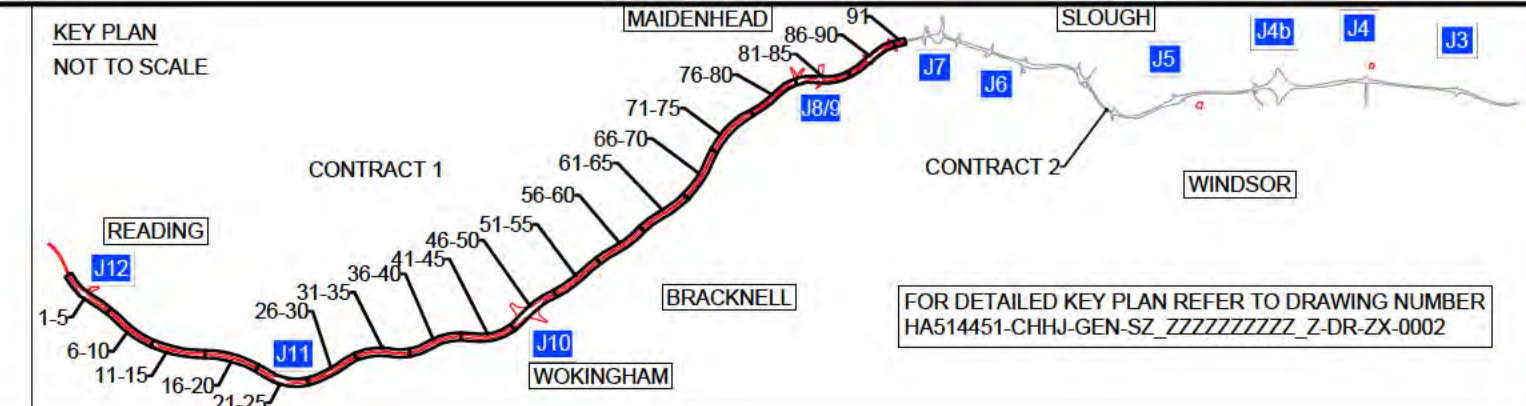 KEY PLAN
NOT TO SCALE
MAIDENHEAD
SLOUGH
91
86-90
81-85
76-80
71-75
66-70
61-65
56-60
51-55
46-50
41-45
36-40
31-35
26-30
J7
J6
J5
J4b
J4
J3
J8/9
CONTRACT 1
CONTRACT 2
WINDSOR
READING
J12
1-5
6-10
11-15
16-20
21-25
J11
J10
WOKINGHAM
BRACKNELL
FOR DETAILED KEY PLAN REFER TO DRAWING NUMBER
HA514451-CHHJ-GEN-SZ_ZZZZZZZZZZ_Z-DR-ZX-0002